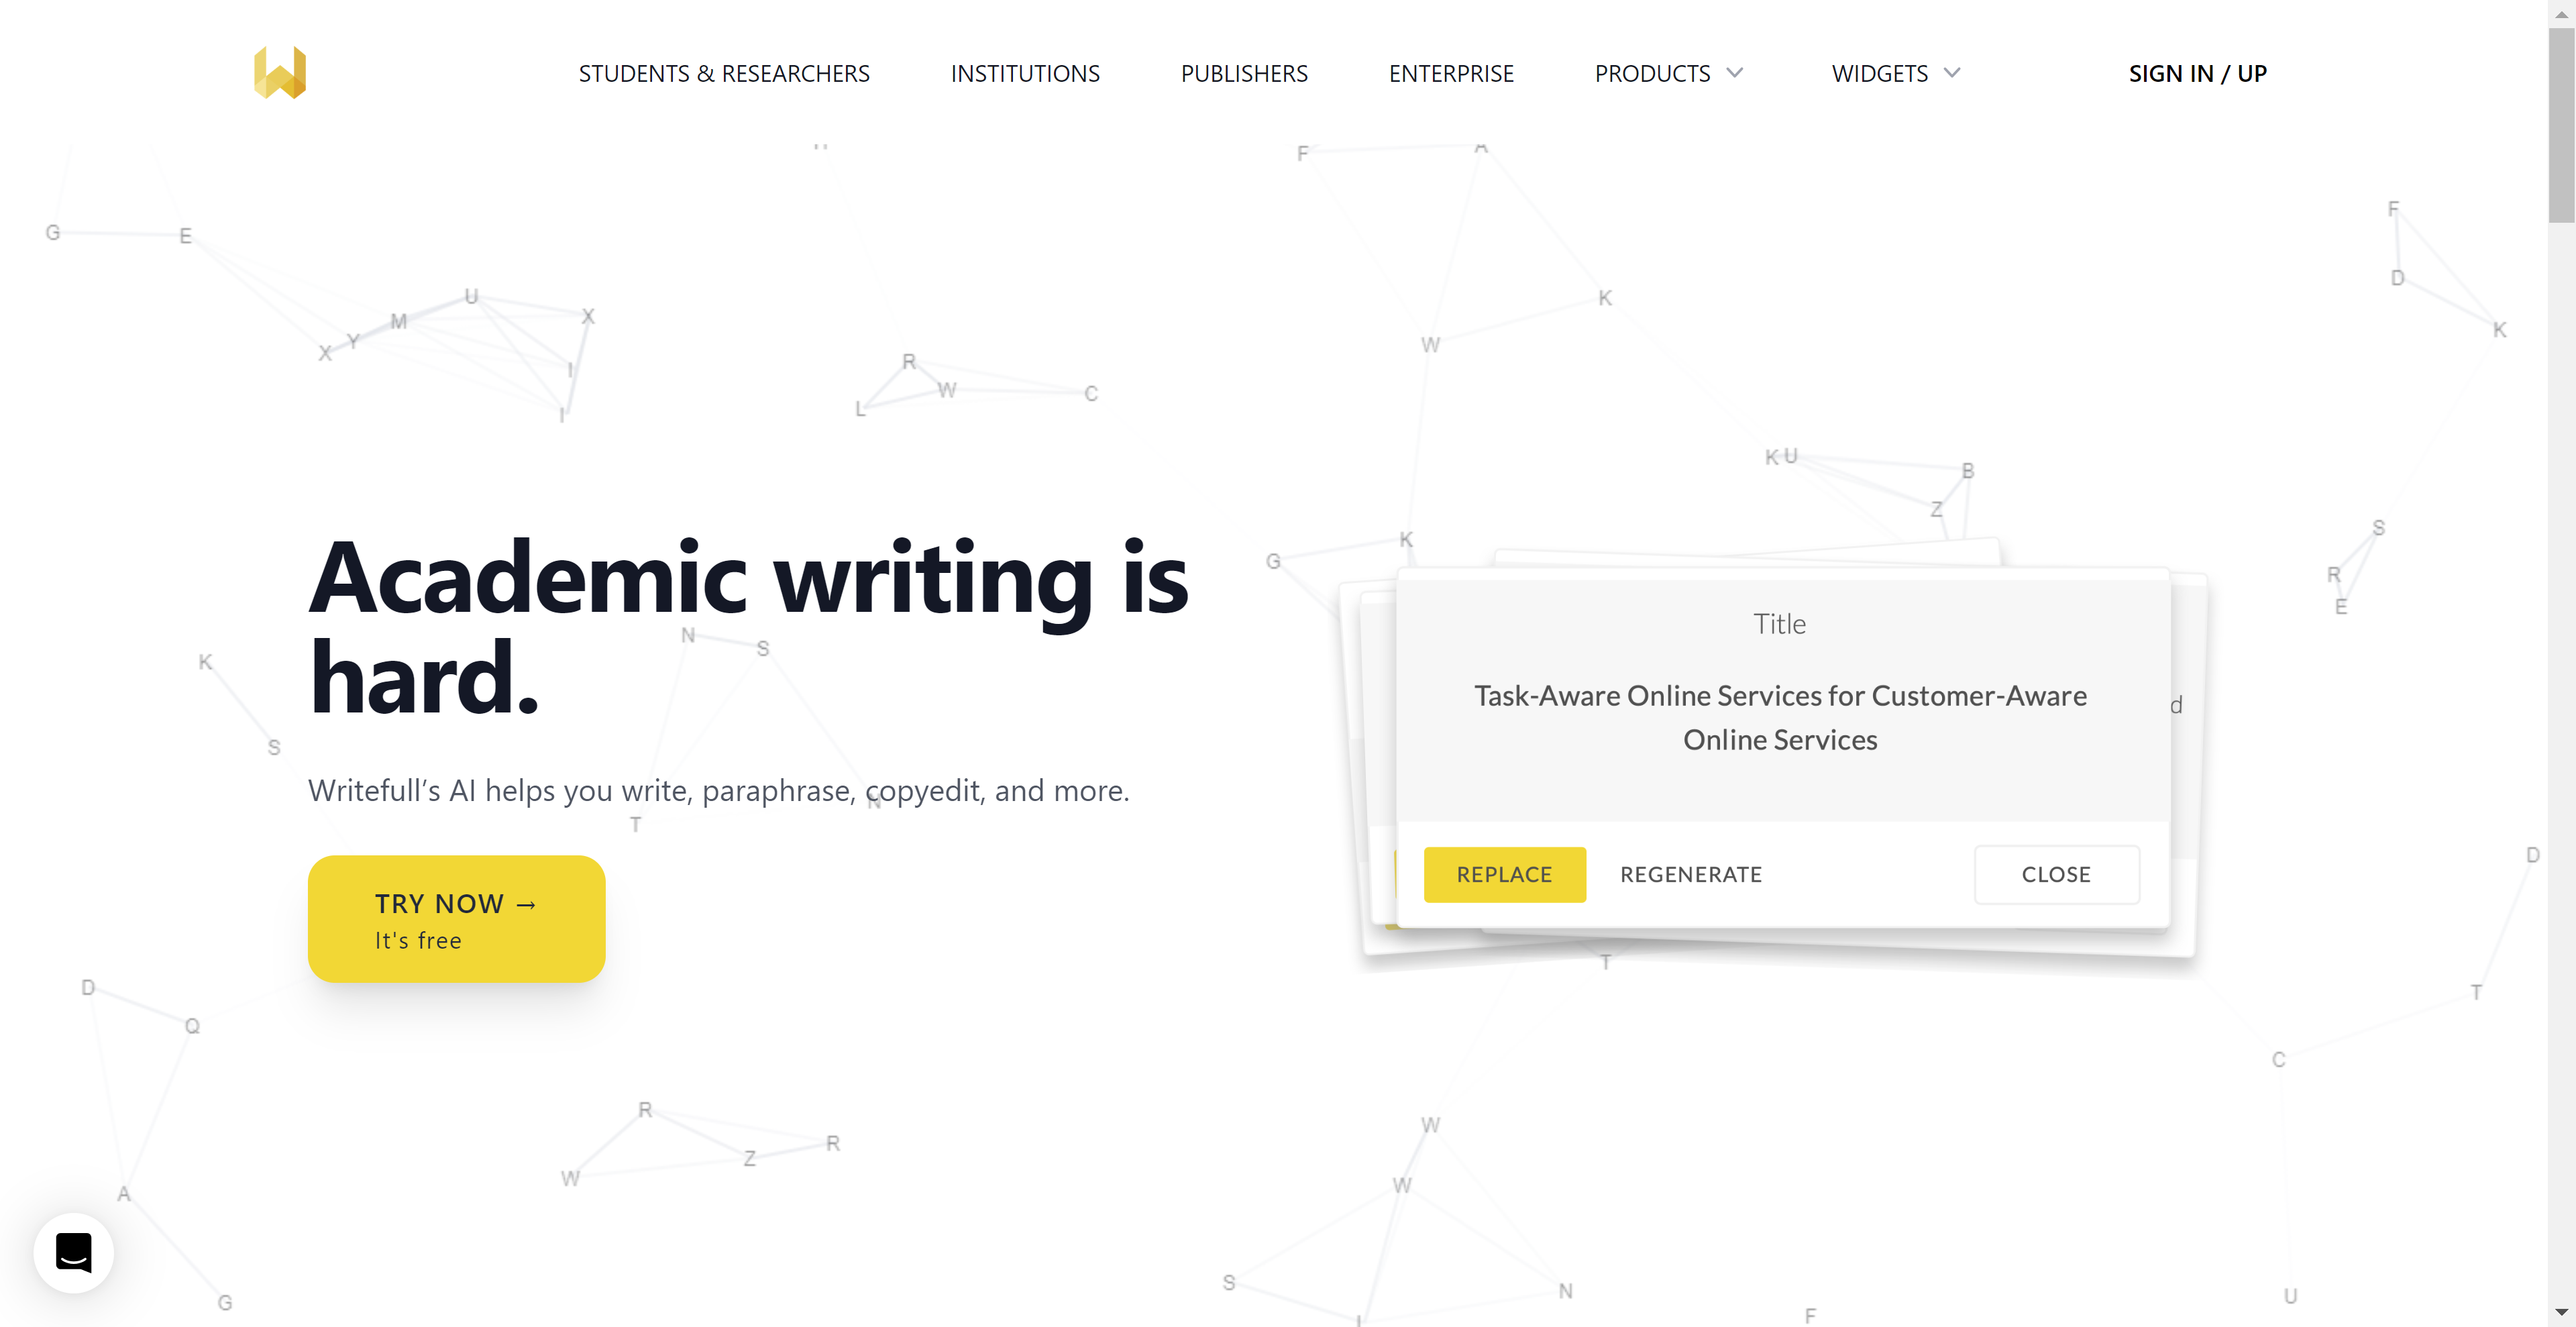 STUDENTS & RESEARCHERS INSTITUTIONS PUBLISHERS ENTERPRISE PRODUCTS WIDGETS SIGN IN / UP
F A
F
G E
D
U
X
M
K
K
Y
W
X
R
I
W
C
L
I
K U
B
Z
S
K
G
R
E
Academic writing is
hard.
N
S
K
S
Title
Task-Aware Online Services for Customer-Aware
Online Services
d
Writefull’s AI helps you write, paraphrase, copyedit, and more.
N
T
REPLACE REGENERATE CLOSE
D
TRY NOW →
It's free
T
D
T
Q
C
R
W
R
Z
W
W
A
S
N
U
G
F